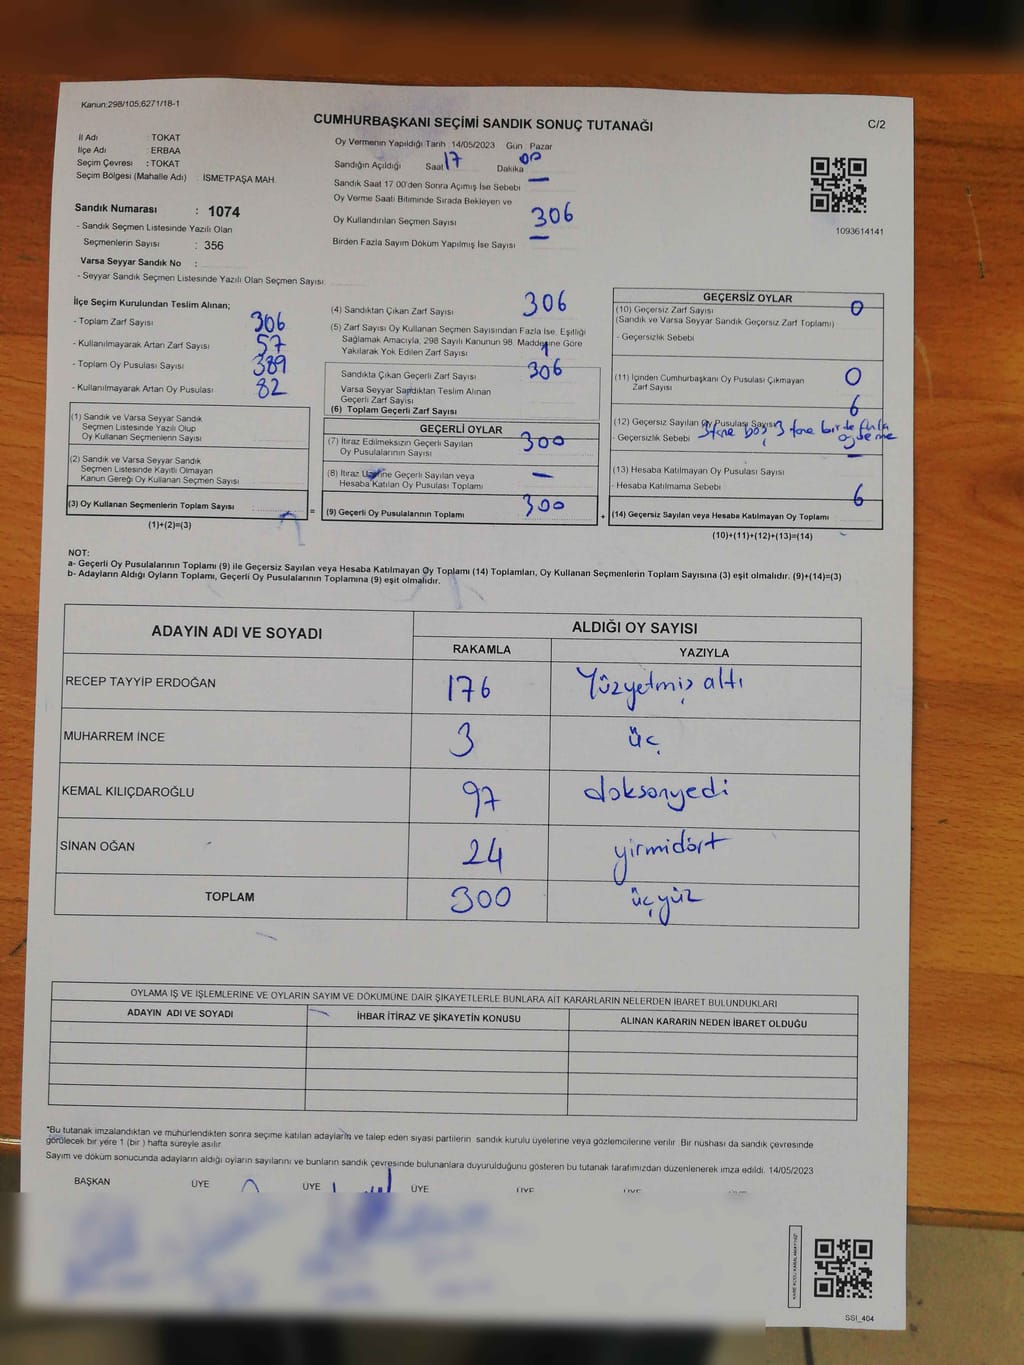 Kanun;298/105;6271/18-1
CUMHURBAŞKANI SEÇİMİ SANDIK SONUÇ TUTANAĞI
C/2
İl Adı : TOKAT
İlçe Adı : ERBAA
Seçim Çevresi : TOKAT
Seçim Bölgesi (Mahalle Adı) : İSMETPAŞA MAH.
Sandık Numarası : 1074
- Sandık Seçmen Listesinde Yazılı Olan
Seçmenlerin Sayısı : 356
Varsa Seyyar Sandık No :
- Seyyar Sandık Seçmen Listesinde Yazılı Olan Seçmen Sayısı:
Oy Vermenin Yapıldığı Tarih 14/05/2023 Gün Pazar
Sandığın Açıldığı Saat 17 Dakika 00
Sandık Saat 17 00'den Sonra Açımış İse Sebebi —
Oy Verme Saati Bitiminde Sırada Bekleyen ve
Oy Kullandırılan Seçmen Sayısı 306
Birden Fazla Sayım Döküm Yapılmış İse Sayısı —
1093614141
İlçe Seçim Kurulundan Teslim Alınan;
- Toplam Zarf Sayısı 306
- Kullanılmayarak Artan Zarf Sayısı 57
- Toplam Oy Pusulası Sayısı 389
- Kullanılmayarak Artan Oy Pusulası 82
(1) Sandık ve Varsa Seyyar Sandık
Seçmen Listesinde Yazılı Olup
Oy Kullanan Seçmenlerin Sayısı
(2) Sandık ve Varsa Seyyar Sandık
Seçmen Listesinde Kayıtlı Olmayan
Kanun Gereği Oy Kullanan Seçmen Sayısı
(3) Oy Kullanan Seçmenlerin Toplam Sayısı
(1)+(2)=(3)
=
(4) Sandıktan Çıkan Zarf Sayısı 306
(5) Zarf Sayısı Oy Kullanan Seçmen Sayısından Fazla İse, Eşitliği
Sağlamak Amacıyla, 298 Sayılı Kanunun 98. Maddesine Göre
Yakılarak Yok Edilen Zarf Sayısı
Sandıkta Çıkan Geçerli Zarf Sayısı 306
Varsa Seyyar Sandıktan Teslim Alınan
Geçerli Zarf Sayısı
(6) Toplam Geçerli Zarf Sayısı
GEÇERLİ OYLAR
(7) İtiraz Edilmeksizin Geçerli Sayılan
Oy Pusulalarının Sayısı 300
(8) İtiraz Üzerine Geçerli Sayılan veya
Hesaba Katılan Oy Pusulası Toplamı —
(9) Geçerli Oy Pusulalarının Toplamı 300
+
GEÇERSİZ OYLAR
(10) Geçersiz Zarf Sayısı 0
(Sandık ve Varsa Seyyar Sandık Geçersiz Zarf Toplamı)
- Geçersizlik Sebebi
(11) İçinden Cumhurbaşkanı Oy Pusulası Çıkmayan
Zarf Sayısı 0
(12) Geçersiz Sayılan Oy Pusulası Sayısı 6
Geçersizlik Sebebi 3 tane boş, 3 tane birden fazla
(13) Hesaba Katılmayan Oy Pusulası Sayısı —
- Hesaba Katılmama Sebebi
(14) Geçersiz Sayılan veya Hesaba Katılmayan Oy Toplamı 6
(10)+(11)+(12)+(13)=(14)
NOT:
a- Geçerli Oy Pusulalarının Toplamı (9) ile Geçersiz Sayılan veya Hesaba Katılmayan Oy Toplamı (14) Toplamları, Oy Kullanan Seçmenlerin Toplam Sayısına (3) eşit olmalıdır. (9)+(14)=(3)
b- Adayların Aldığı Oyların Toplamı, Geçerli Oy Pusulalarının Toplamına (9) eşit olmalıdır.
ADAYIN ADI VE SOYADI
ALDIĞI OY SAYISI
RAKAMLA YAZIYLA
RECEP TAYYİP ERDOĞAN 176 Yüzyetmiş altı
MUHARREM İNCE 3 üç
KEMAL KILIÇDAROĞLU 97 doksanyedi
SİNAN OĞAN 24 yirmidört
TOPLAM 300 üçyüz
OYLAMA İŞ VE İŞLEMLERİNE VE OYLARIN SAYIM VE DÖKÜMÜNE DAİR ŞİKAYETLERLE BUNLARA AİT KARARLARIN NELERDEN İBARET BULUNDUKLARI
ADAYIN ADI VE SOYADI İHBAR İTİRAZ VE ŞİKAYETİN KONUSU ALINAN KARARIN NEDEN İBARET OLDUĞU
*Bu tutanak imzalandıktan ve mühürlendikten sonra seçime katılan adayların ve talep eden siyası partilerin sandık kurulu üyelerine veya gözlemcilerine verilir Bir nüshası da sandık çevresinde
görülecek bir yere 1 (bir ) hafta süreyle asılır.
Sayım ve döküm sonucunda adayların aldığı oyların sayılarını ve bunların sandık çevresinde bulunanlara duyurulduğunu gösteren bu tutanak tarafımızdan düzenlenerek imza edildi. 14/05/2023
BAŞKAN ÜYE ÜYE ÜYE ÜYE ÜYE ÜYE
KARE KODU KARALAMAYINIZ!
SSİ_404